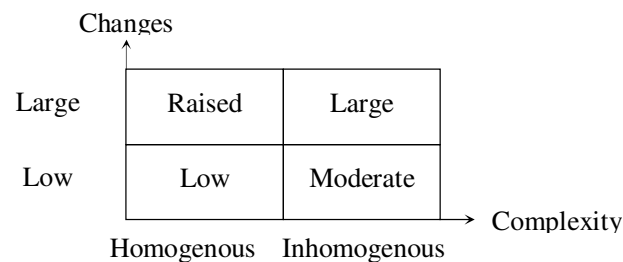 Changes
Large Raised Large
Low Low Moderate
Complexity
Homogenous Inhomogenous